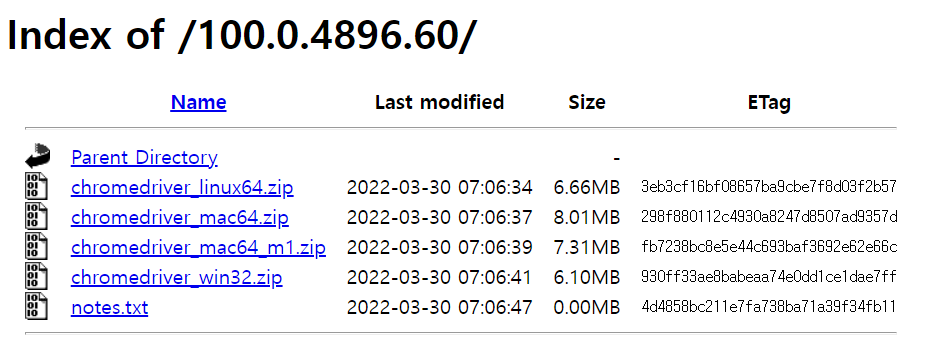 Index of /100.0.4896.60/
Name Last modified Size ETag
Parent Directory -
chromedriver_linux64.zip 2022-03-30 07:06:34 6.66MB 3eb3cf16bf08657ba9cbe7f8d03f2b57
chromedriver_mac64.zip 2022-03-30 07:06:37 8.01MB 298f880112c4930a8247d8507ad9357d
chromedriver_mac64_m1.zip 2022-03-30 07:06:39 7.31MB fb7238bc8e5e44c693baf3692e62e66c
chromedriver_win32.zip 2022-03-30 07:06:41 6.10MB 930ff33ae8babeaa74e0dd1ce1dae7ff
notes.txt 2022-03-30 07:06:47 0.00MB 4d4858bc211e7fa738ba71a39f34fb11